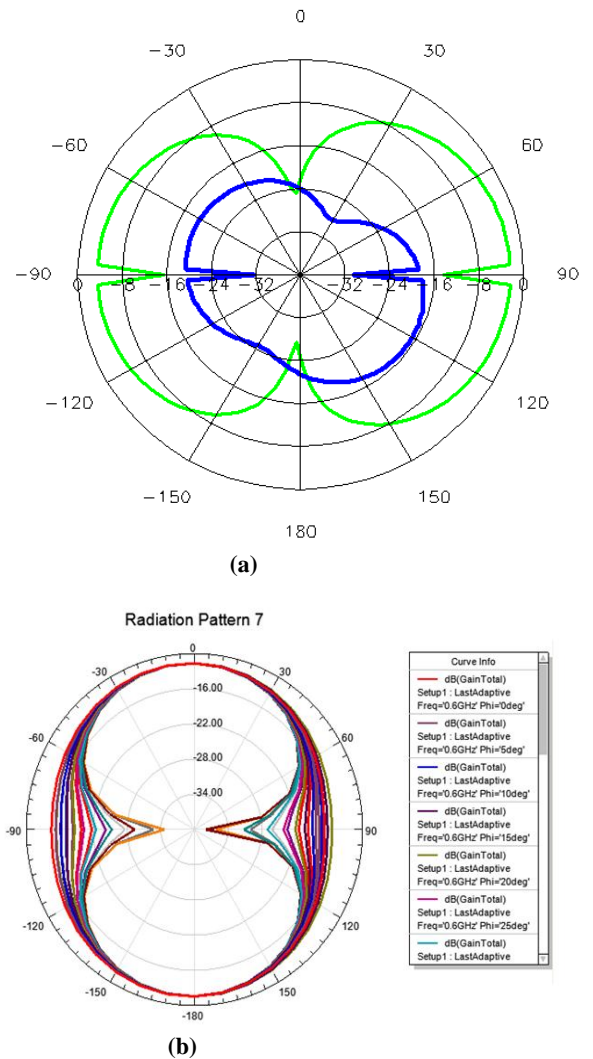 0
−30 30
−60 60
−90 90
0 −8 −16 −24 −32 −32 −24 −16 −8 0
−120 120
−150 150
180
(a)
Radiation Pattern 7
0
-30 30
-16.00
-60 60
-22.00
-28.00
-34.00
-90 90
-120 120
-150 150
-180
Curve Info
dB(GainTotal)
Setup1 : LastAdaptive
Freq='0.6GHz' Phi='0deg'
dB(GainTotal)
Setup1 : LastAdaptive
Freq='0.6GHz' Phi='5deg'
dB(GainTotal)
Setup1 : LastAdaptive
Freq='0.6GHz' Phi='10deg'
dB(GainTotal)
Setup1 : LastAdaptive
Freq='0.6GHz' Phi='15deg'
dB(GainTotal)
Setup1 : LastAdaptive
Freq='0.6GHz' Phi='20deg'
dB(GainTotal)
Setup1 : LastAdaptive
Freq='0.6GHz' Phi='25deg'
dB(GainTotal)
Setup1 : LastAdaptive
(b)